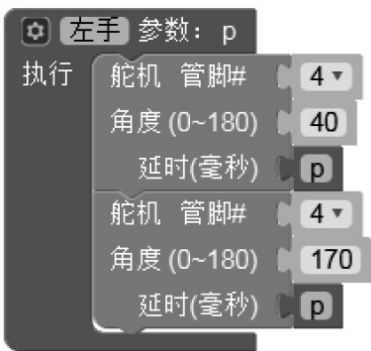 左手 参数: p
执行 舵机 管脚# 4
角度(0~180) 40
延时(毫秒) p
舵机 管脚# 4
角度(0~180) 170
延时(毫秒) p